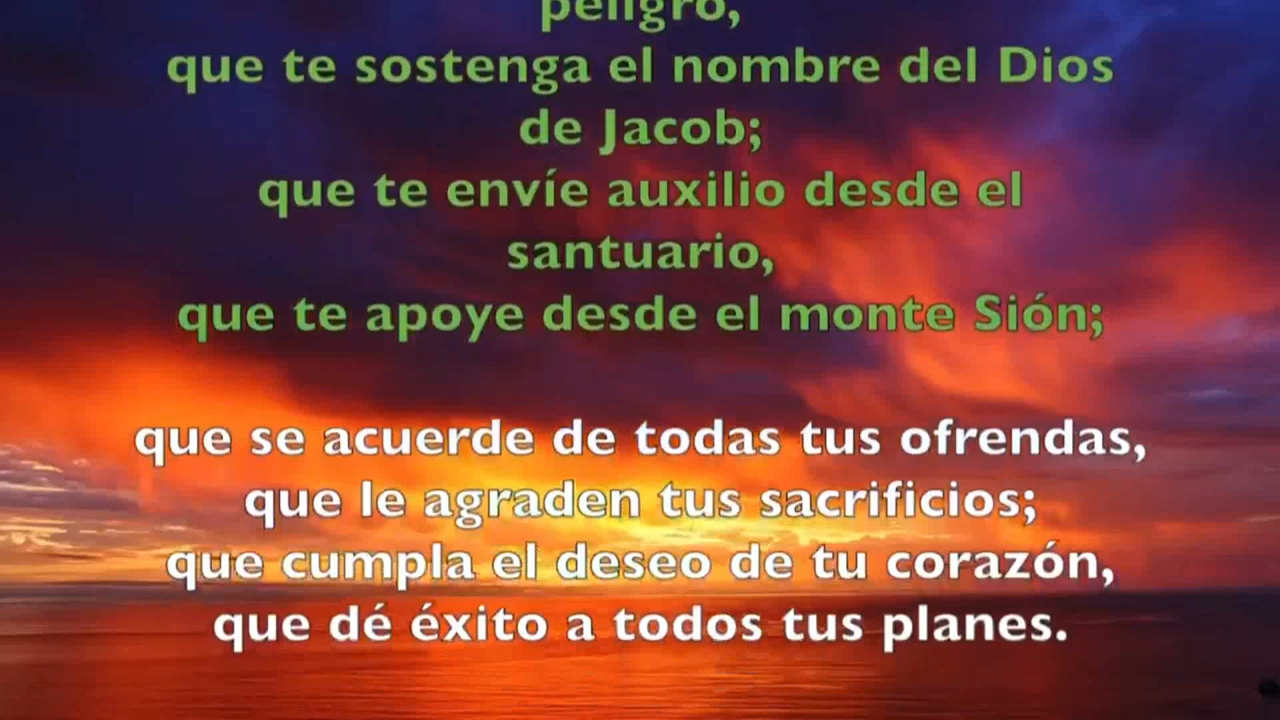 peligro,
que te sostenga el nombre del Dios
de Jacob;
que te envíe auxilio desde el
santuario,
que te apoye desde el monte Sión;
que se acuerde de todas tus ofrendas,
que le agraden tus sacrificios;
que cumpla el deseo de tu corazón,
que dé éxito a todos tus planes.